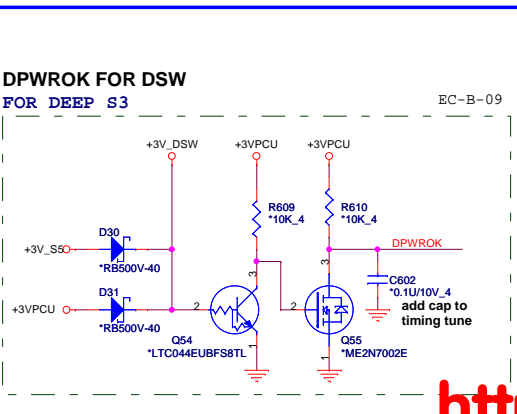 DPWROK FOR DSW
FOR DEEP S3
EC-B-09
+3V_DSW
+3VPCU
+3VPCU
R609
*10K_4
R610
*10K_4
D30
+3V_S5
*RB500V-40
DPWROK
3
3
C602
*0.1U/10V_4
D31
+3VPCU
*RB500V-40
2
2
add cap to
timing tune
Q54
*LTC044EUBFS8TL
1
Q55
*ME2N7002E
1
htt